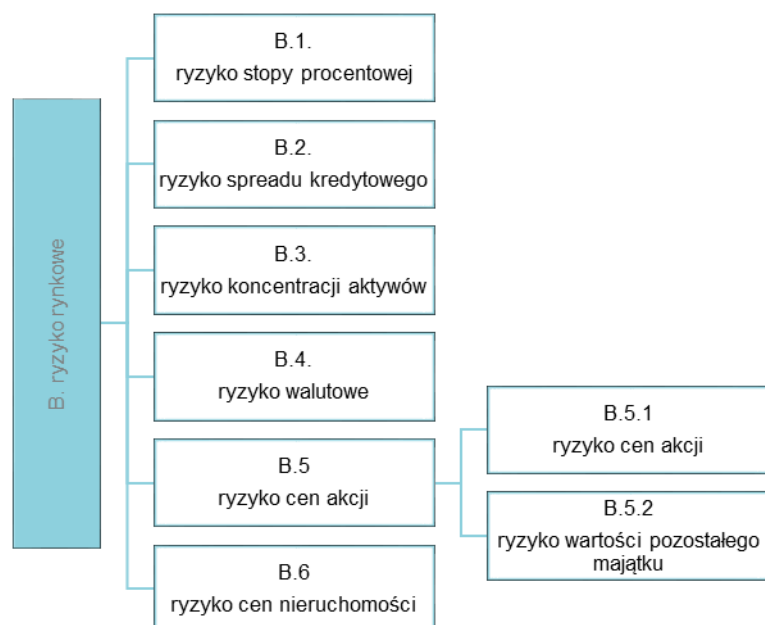 B. ryzyko rynkowe
B.1.
ryzyko stopy procentowej
B.2.
ryzyko spreadu kredytowego
B.3.
ryzyko koncentracji aktywów
B.4.
ryzyko walutowe
B.5
ryzyko cen akcji
B.5.1
ryzyko cen akcji
B.5.2
ryzyko wartości pozostałego
majątku
B.6
ryzyko cen nieruchomości